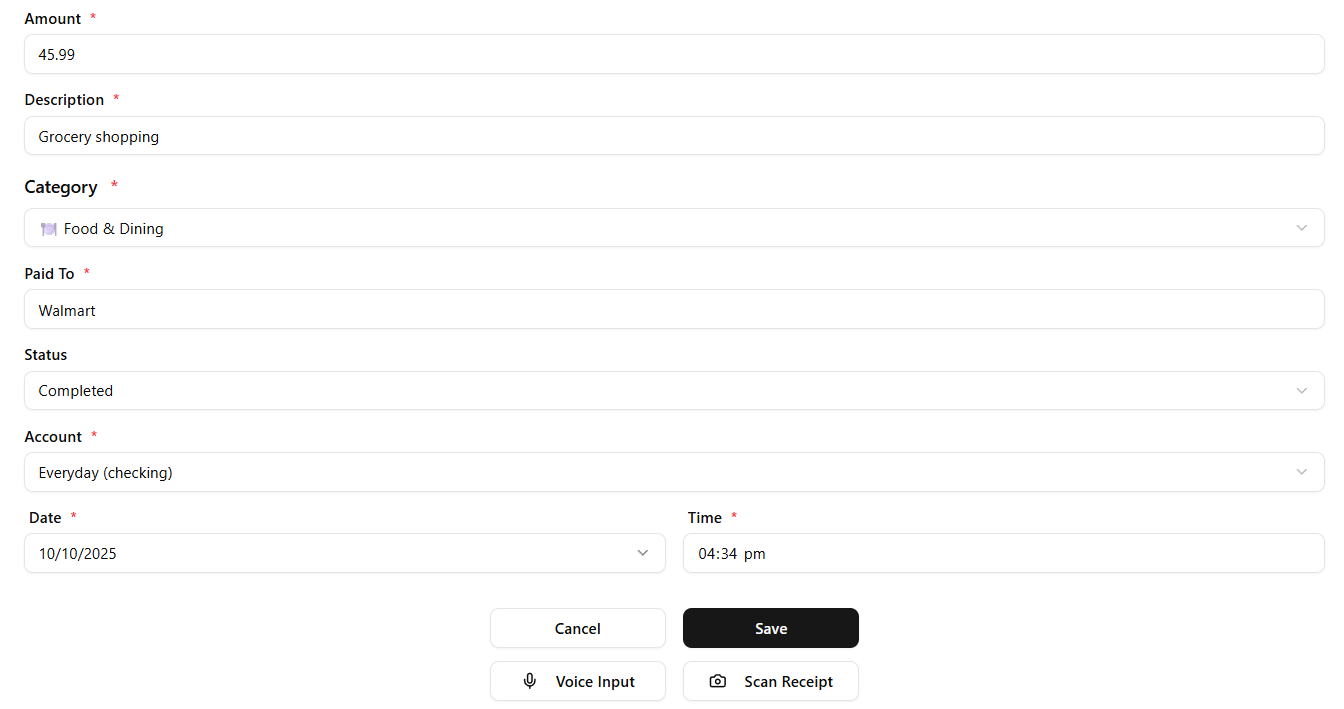 Amount *
45.99
Description *
Grocery shopping
Category *
🍽️ Food & Dining
Paid To *
Walmart
Status
Completed
Account *
Everyday (checking)
Date * Time *
10/10/2025 04:34 pm
Cancel Save
Voice Input Scan Receipt